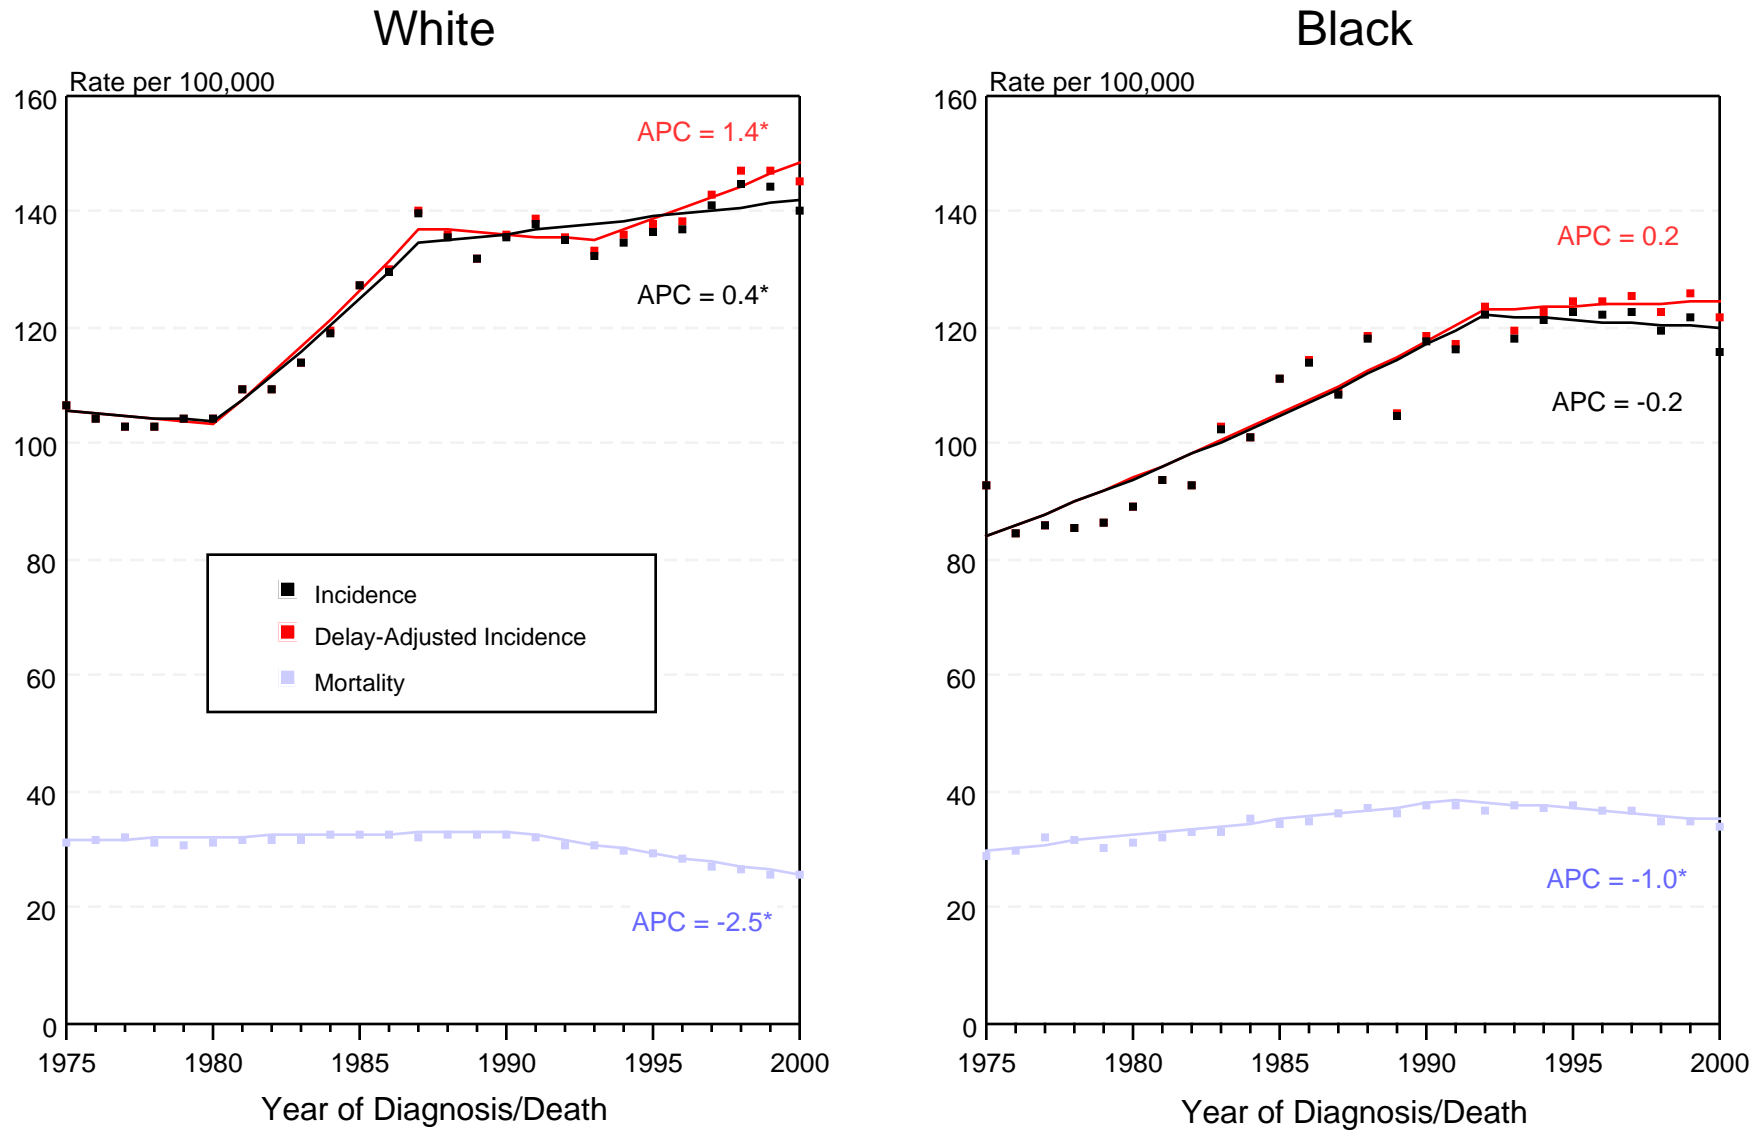 White
Rate per 100,000
160
140
120
100
80
60
40
20
0
APC = 1.4*
APC = 0.4*
Incidence
Delay-Adjusted Incidence
Mortality
APC = -2.5*
1975 1980 1985 1990 1995 2000
Year of Diagnosis/Death
Black
Rate per 100,000
160
140
120
100
80
60
40
20
0
APC = 0.2
APC = -0.2
APC = -1.0*
1975 1980 1985 1990 1995 2000
Year of Diagnosis/Death